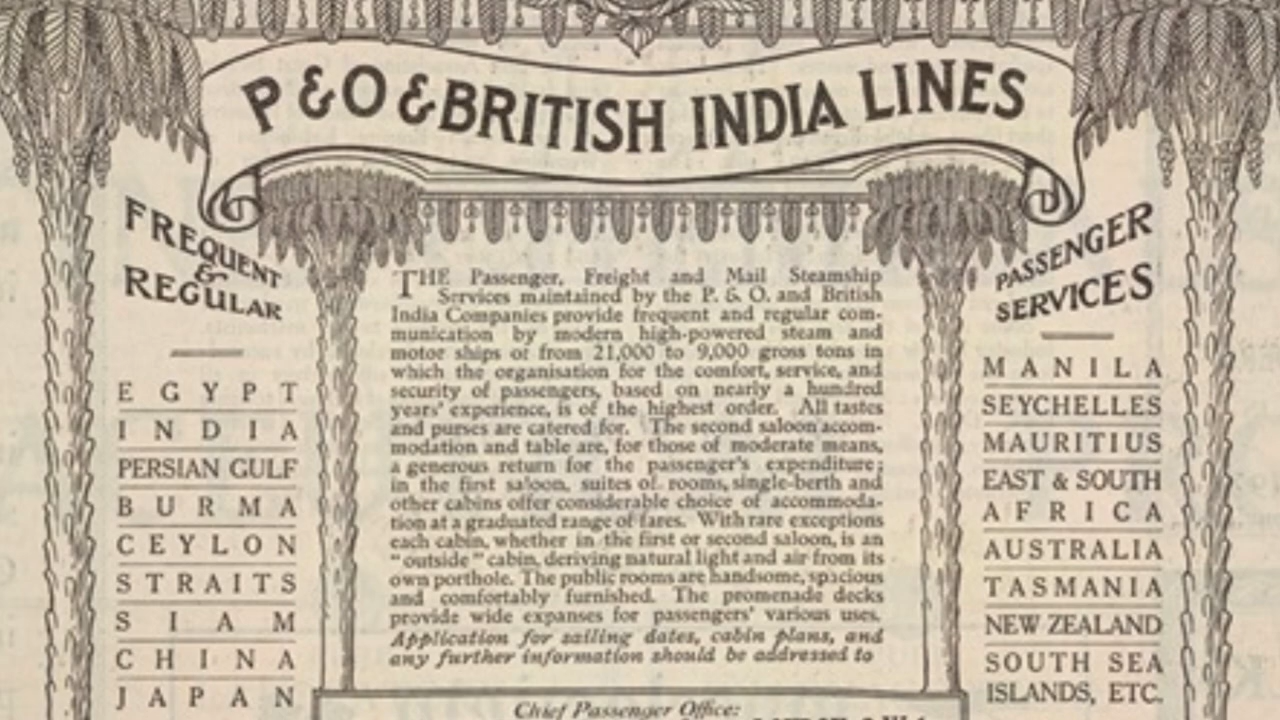 P & O & BRITISH INDIA LINES
FREQUENT
&
REGULAR
EGYPT
INDIA
PERSIAN GULF
BURMA
CEYLON
STRAITS
SIAM
CHINA
JAPAN
THE Passenger, Freight and Mail Steamship
Services maintained by the P. & O. and British
India Companies provide frequent and regular com-
munication by modern high-powered steam and
motor ships of from 21,000 to 9,000 gross tons in
which the organisation for the comfort, service, and
security of passengers, based on nearly a hundred
years' experience, is of the highest order. All tastes
and purses are catered for. The second saloon accom-
modation and table are, for those of moderate means,
a generous return for the passenger's expenditure;
in the first saloon, suites of rooms, single-berth and
other cabins offer considerable choice of accommoda-
tion at a graduated range of fares. With rare exceptions
each cabin, whether in the first or second saloon, is an
"outside" cabin, deriving natural light and air from its
own porthole. The public rooms are handsome, spacious
and comfortably furnished. The promenade decks
provide wide expanses for passengers' various uses.
Application for sailing dates, cabin plans, and
any further information should be addressed to
Chief Passenger Office:
PASSENGER
SERVICES
MANILA
SEYCHELLES
MAURITIUS
EAST & SOUTH
AFRICA
AUSTRALIA
TASMANIA
NEW ZEALAND
SOUTH SEA
ISLANDS, ETC.